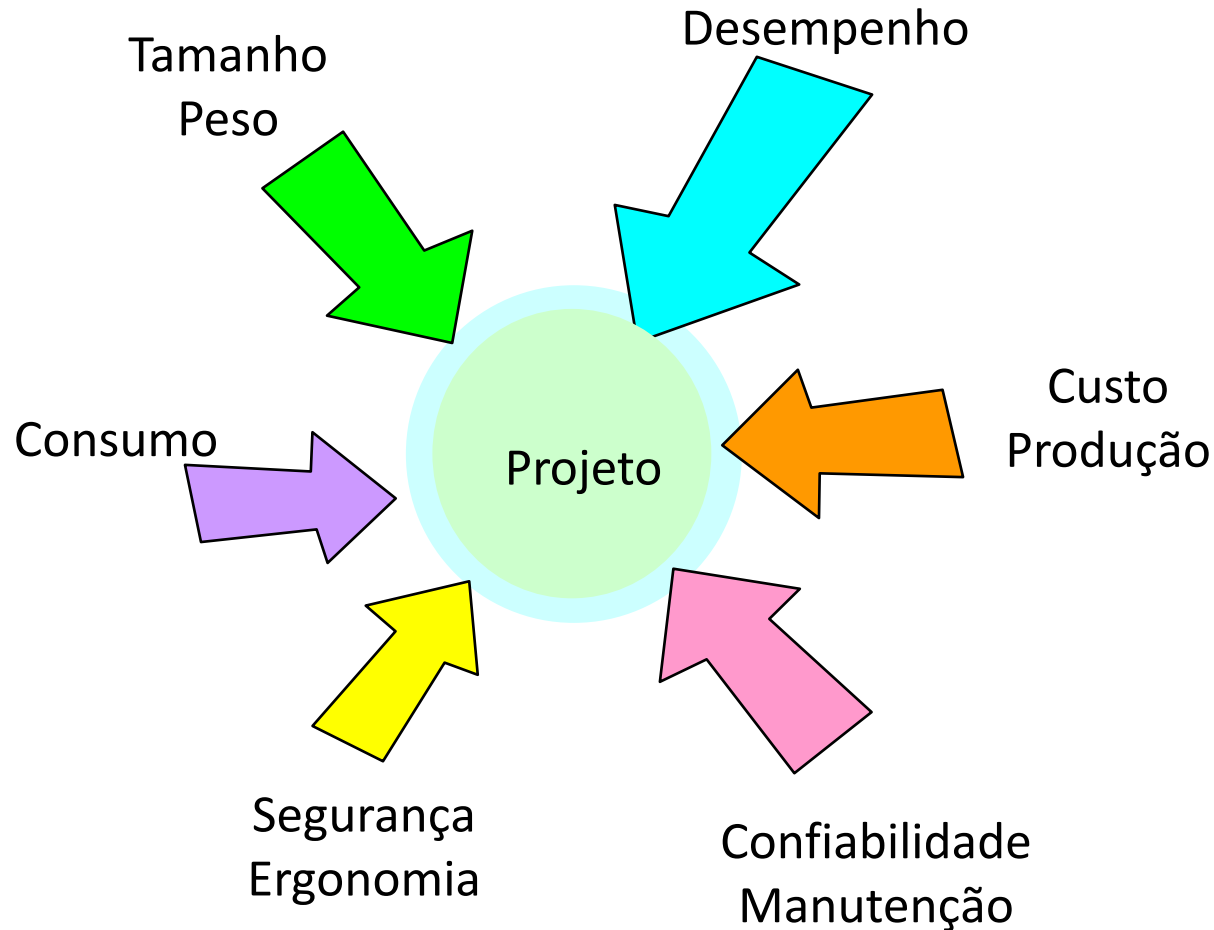 Tamanho
Peso
Desempenho
Custo
Produção
Consumo
Projeto
Segurança
Ergonomia
Confiabilidade
Manutenção